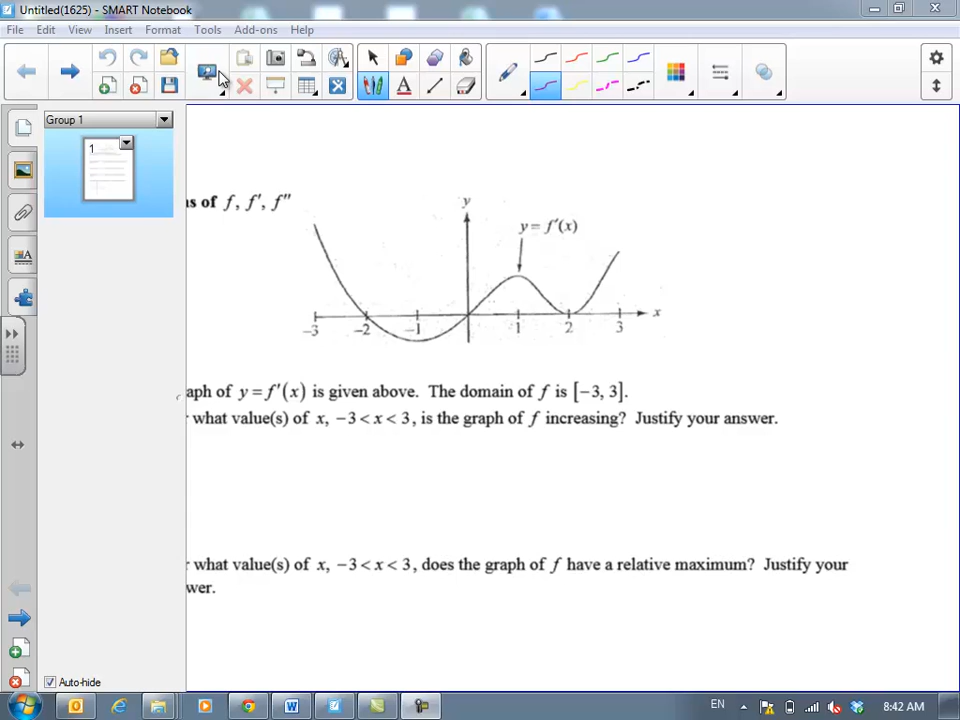 Untitled(1625) - SMART Notebook
File Edit View Insert Format Tools Add-ons Help
Group 1
1
s of f, f′, f″
y
y = f′(x)
x
-3 -2 -1 1 2 3
aph of y = f′(x) is given above. The domain of f is [−3, 3].
what value(s) of x, −3 < x < 3, is the graph of f increasing? Justify your answer.
what value(s) of x, −3 < x < 3, does the graph of f have a relative maximum? Justify your
wer.
Auto-hide
EN
8:42 AM